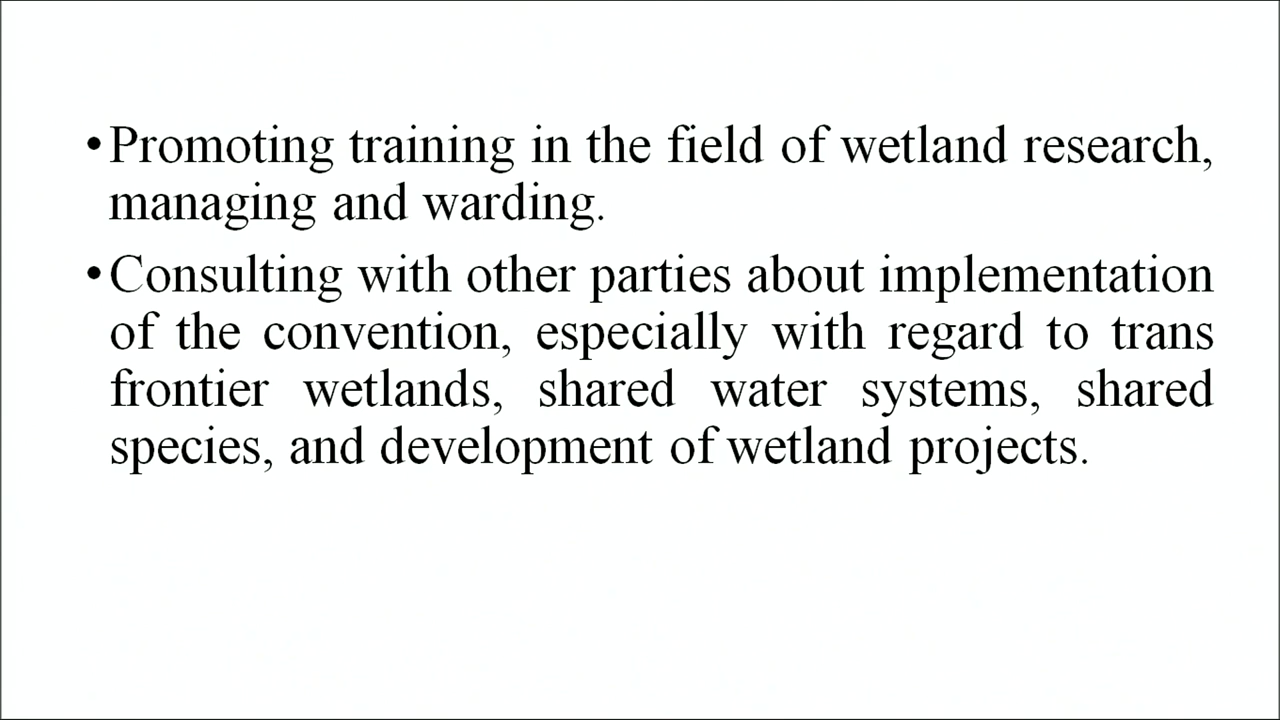 •Promoting training in the field of wetland research,
managing and warding.
•Consulting with other parties about implementation
of the convention, especially with regard to trans
frontier wetlands, shared water systems, shared
species, and development of wetland projects.